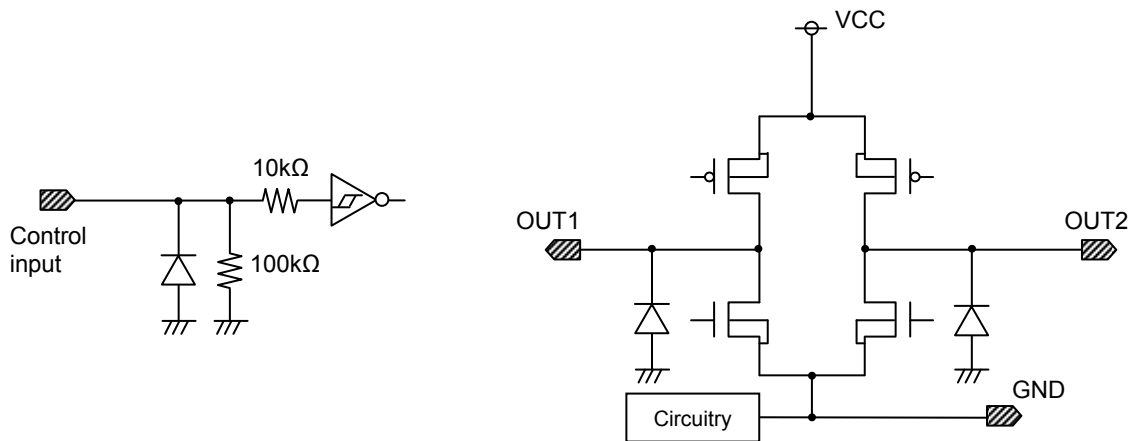 VCC
10kΩ
OUT1
OUT2
Control
input
100kΩ
GND
Circuitry